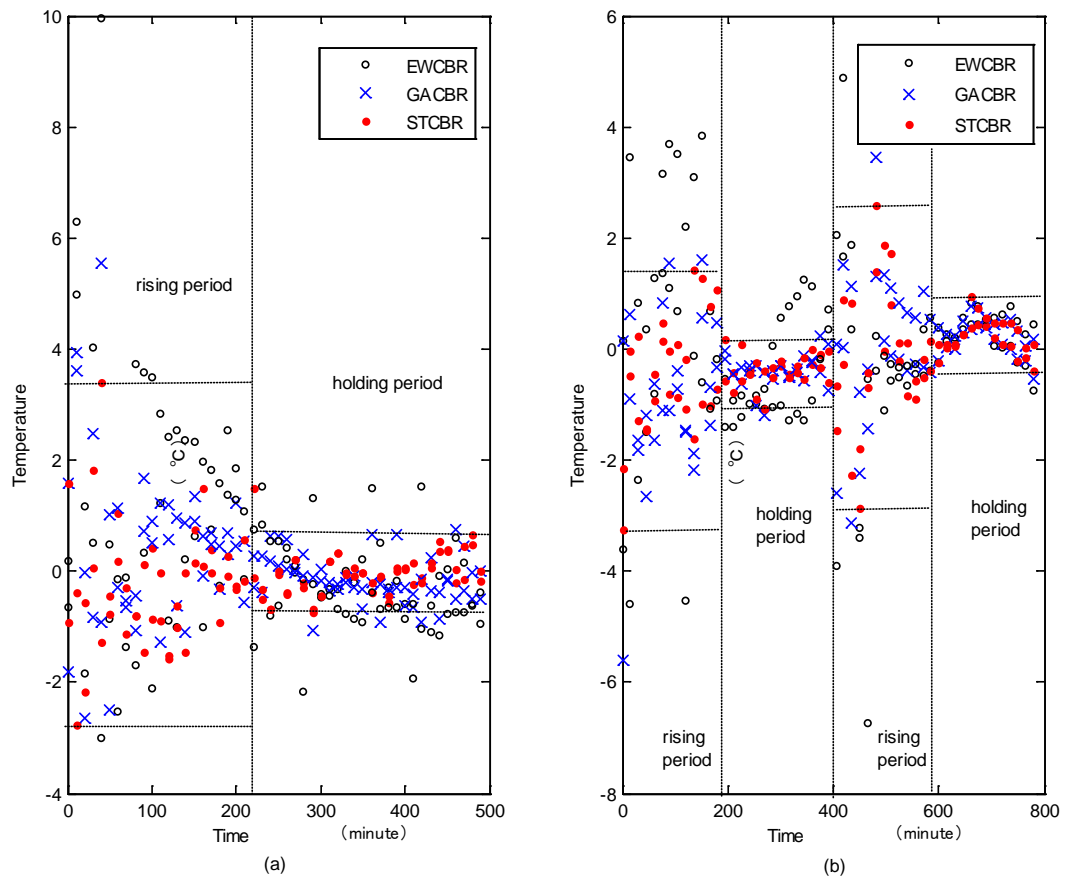 10
8
6
4
2
0
-2
-4
Temperature
(℃)
EWCBR
GACBR
STCBR
rising period
holding period
0
100
200
300
400
500
Time
(minute)
(a)
6
4
2
0
-2
-4
-6
-8
Temperature
(℃)
EWCBR
GACBR
STCBR
holding
period
holding
period
rising
period
rising
period
0
200
400
600
800
Time
(minute)
(b)